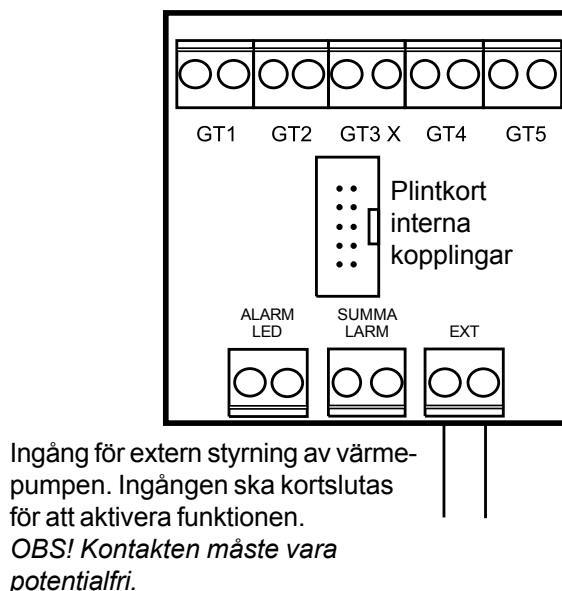 GT1 GT2 GT3 X GT4 GT5
Plintkort
interna
kopplingar
ALARM
LED
SUMMA
LARM
EXT
Ingång för extern styrning av värme-
pumpen. Ingången ska kortslutas
för att aktivera funktionen.
OBS! Kontakten måste vara
potentialfri.